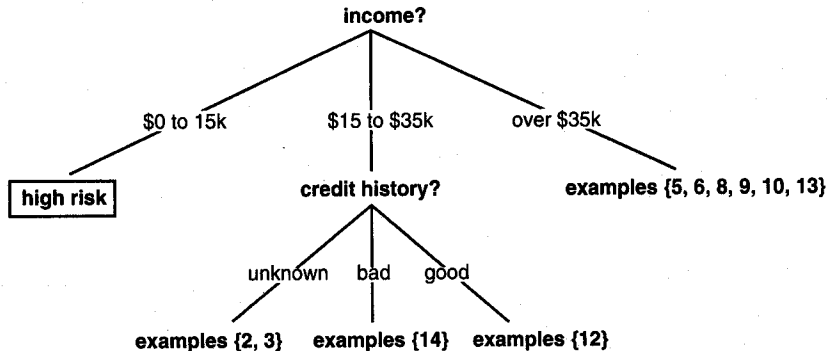 income?
$0 to 15k
$15 to $35k
over $35k
high risk
credit history?
examples {5, 6, 8, 9, 10, 13}
unknown
bad
good
examples {2, 3}
examples {14}
examples {12}